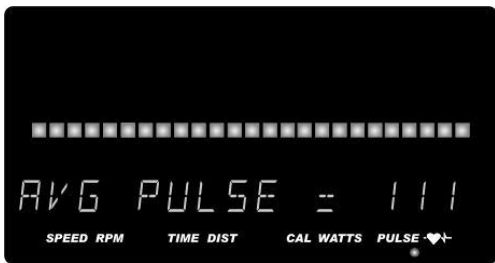 AVG PULSE = 111
SPEED RPM TIME DIST CAL WATTS PULSE